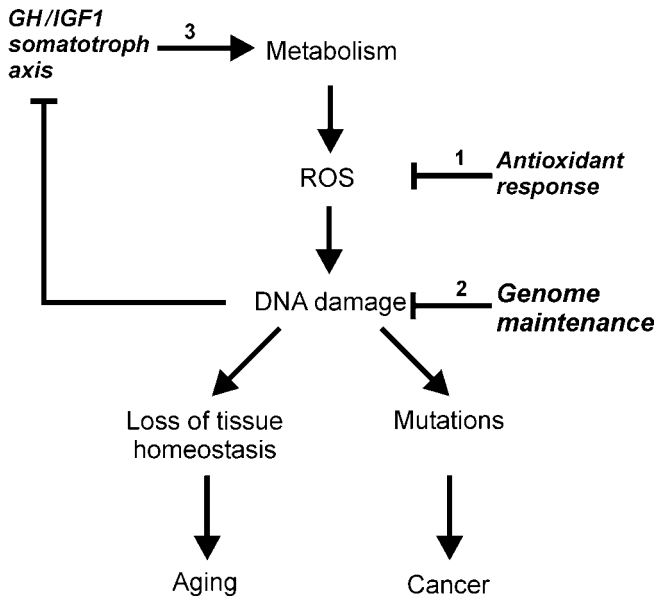 GH/IGF1
somatotroph
axis
3
Metabolism
ROS
1
Antioxidant
response
DNA damage
2
Genome
maintenance
Loss of tissue
homeostasis
Mutations
Aging
Cancer